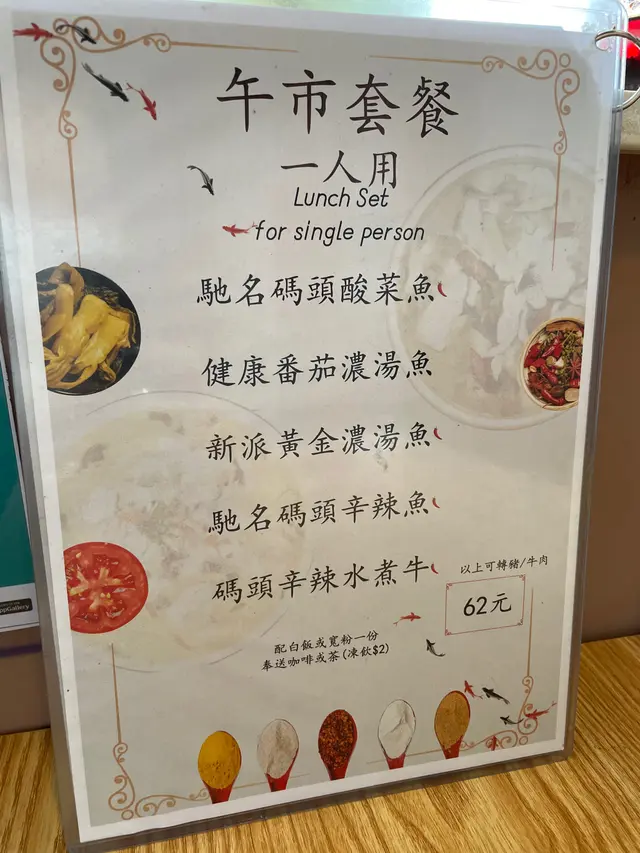 午市套餐
一人用
Lunch Set
for single person
馳名碼頭酸菜魚
健康番茄濃湯魚
新派黃金濃湯魚
馳名碼頭辛辣魚
碼頭辛辣水煮牛
以上可轉豬/牛肉
62元
配白飯或寬粉一份
奉送咖啡或茶(凍飲$2)
AppGallery